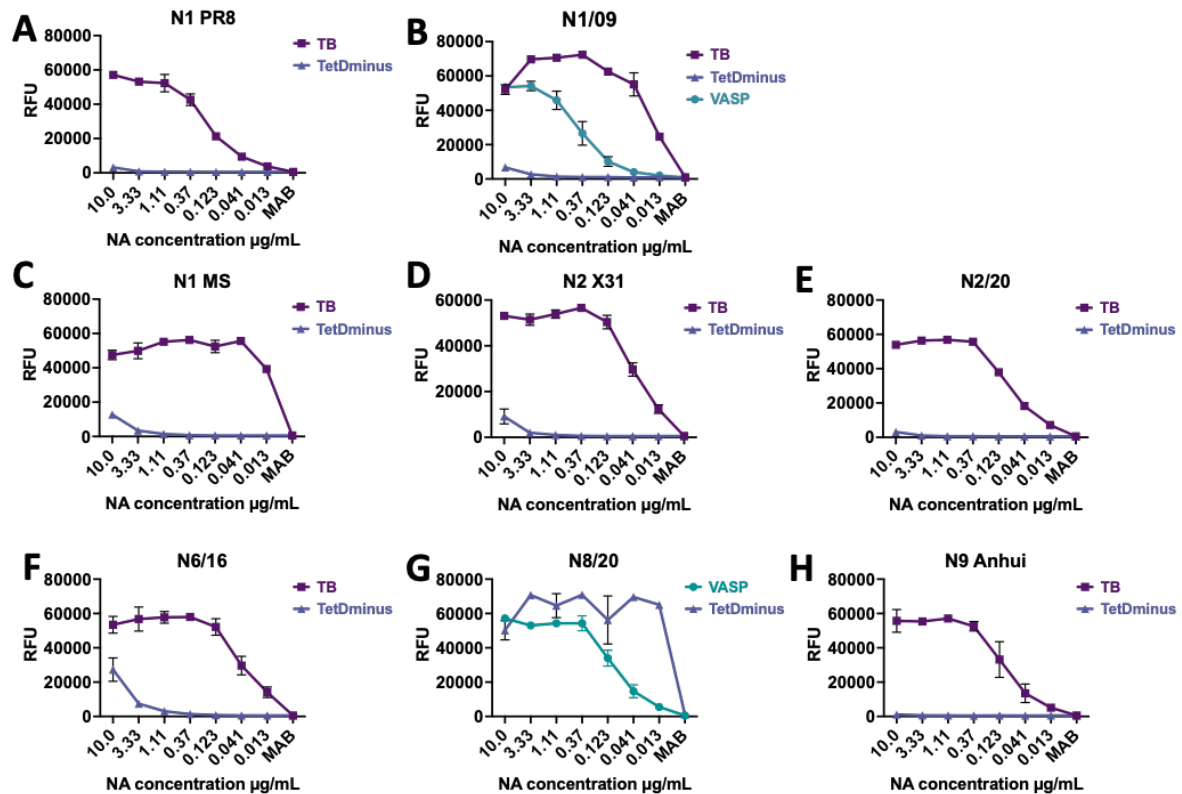 A
N1 PR8
TB
TetDminus
RFU
80000
60000
40000
20000
0
10.0 3.33 1.11 0.37 0.123 0.041 0.013 MAB
NA concentration µg/mL
B
N1/09
TB
TetDminus
VASP
RFU
80000
60000
40000
20000
0
10.0 3.33 1.11 0.37 0.123 0.041 0.013 MAB
NA concentration µg/mL
C
N1 MS
TB
TetDminus
RFU
80000
60000
40000
20000
0
10.0 3.33 1.11 0.37 0.123 0.041 0.013 MAB
NA concentration µg/mL
D
N2 X31
TB
TetDminus
RFU
60000
40000
20000
0
10.0 3.33 1.11 0.37 0.123 0.041 0.013 MAB
NA concentration µg/mL
E
N2/20
TB
TetDminus
RFU
80000
60000
40000
20000
0
10.0 3.33 1.11 0.37 0.123 0.041 0.013 MAB
NA concentration µg/mL
F
N6/16
TB
TetDminus
RFU
80000
60000
40000
20000
0
10.0 3.33 1.11 0.37 0.123 0.041 0.013 MAB
NA concentration µg/mL
G
N8/20
VASP
TetDminus
RFU
80000
60000
40000
20000
0
10.0 3.33 1.11 0.37 0.123 0.041 0.013 MAB
NA concentration µg/mL
H
N9 Anhui
TB
TetDminus
RFU
80000
60000
40000
20000
0
10.0 3.33 1.11 0.37 0.123 0.041 0.013 MAB
NA concentration µg/mL